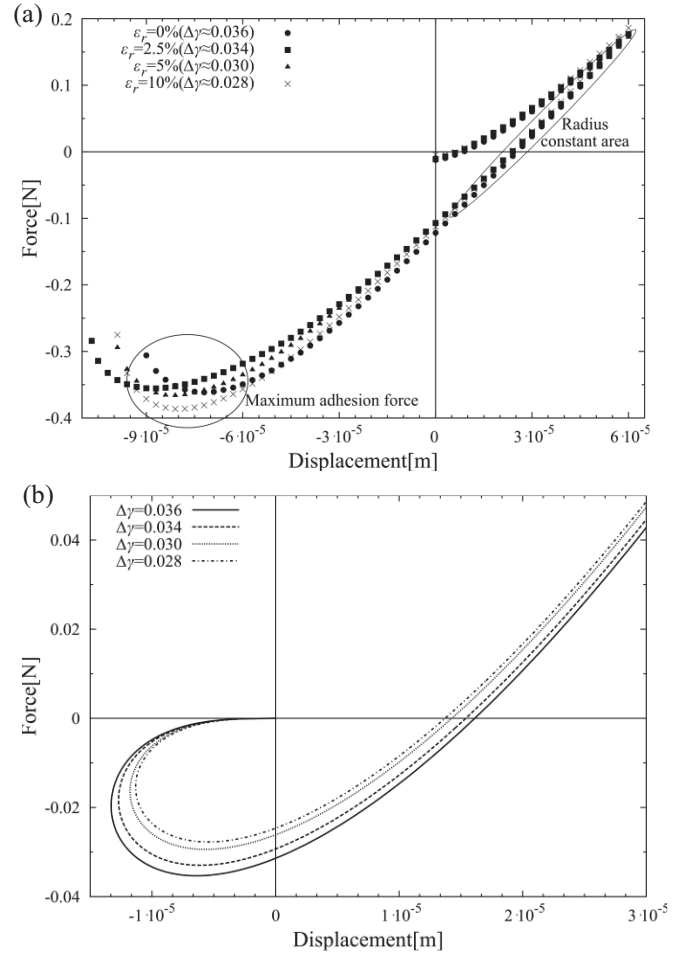 (a)
0.2
0.1
0
-0.1
-0.2
-0.3
-0.4
Force[N]
εr=0%(Δγ≈0.036)
εr=2.5%(Δγ≈0.034)
εr=5%(Δγ≈0.030)
εr=10%(Δγ≈0.028)
Radius
constant area
Maximum adhesion force
-9·10-5
-6·10-5
-3·10-5
0
3·10-5
6·10-5
Displacement[m]
(b)
0.04
0.02
0
-0.02
-0.04
Force[N]
Δγ=0.036
Δγ=0.034
Δγ=0.030
Δγ=0.028
-1·10-5
0
1·10-5
2·10-5
3·10-5
Displacement[m]